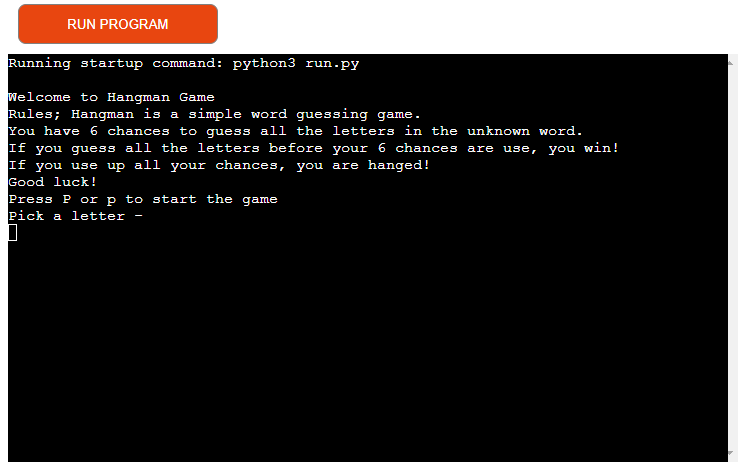 RUN PROGRAM
Running startup command: python3 run.py
Welcome to Hangman Game
Rules; Hangman is a simple word guessing game.
You have 6 chances to guess all the letters in the unknown word.
If you guess all the letters before your 6 chances are use, you win!
If you use up all your chances, you are hanged!
Good luck!
Press P or p to start the game
Pick a letter -